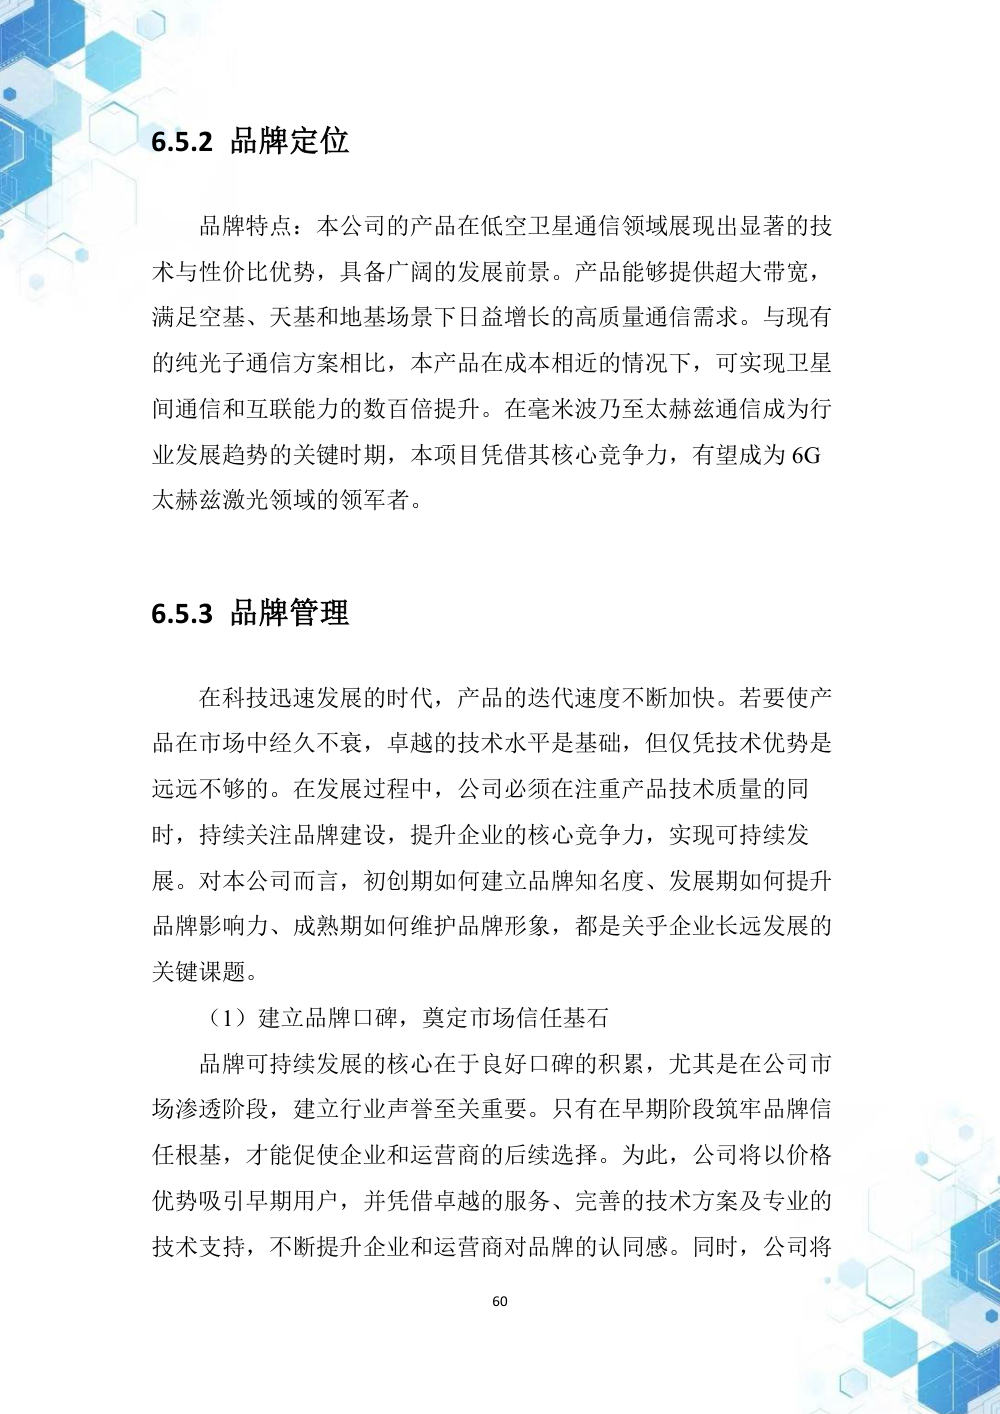 6.5.2 品牌定位
品牌特点：本公司的产品在低空卫星通信领域展现出显著的技
术与性价比优势，具备广阔的发展前景。产品能够提供超大带宽，
满足空基、天基和地基场景下日益增长的高质量通信需求。与现有
的纯光子通信方案相比，本产品在成本相近的情况下，可实现卫星
间通信和互联能力的数百倍提升。在毫米波乃至太赫兹通信成为行
业发展趋势的关键时期，本项目凭借其核心竞争力，有望成为 6G
太赫兹激光领域的领军者。
6.5.3 品牌管理
在科技迅速发展的时代，产品的迭代速度不断加快。若要使产
品在市场中经久不衰，卓越的技术水平是基础，但仅凭技术优势是
远远不够的。在发展过程中，公司必须在注重产品技术质量的同
时，持续关注品牌建设，提升企业的核心竞争力，实现可持续发
展。对本公司而言，初创期如何建立品牌知名度、发展期如何提升
品牌影响力、成熟期如何维护品牌形象，都是关乎企业长远发展的
关键课题。
（1）建立品牌口碑，奠定市场信任基石
品牌可持续发展的核心在于良好口碑的积累，尤其是在公司市
场渗透阶段，建立行业声誉至关重要。只有在早期阶段筑牢品牌信
任根基，才能促使企业和运营商的后续选择。为此，公司将以价格
优势吸引早期用户，并凭借卓越的服务、完善的技术方案及专业的
技术支持，不断提升企业和运营商对品牌的认同感。同时，公司将
60